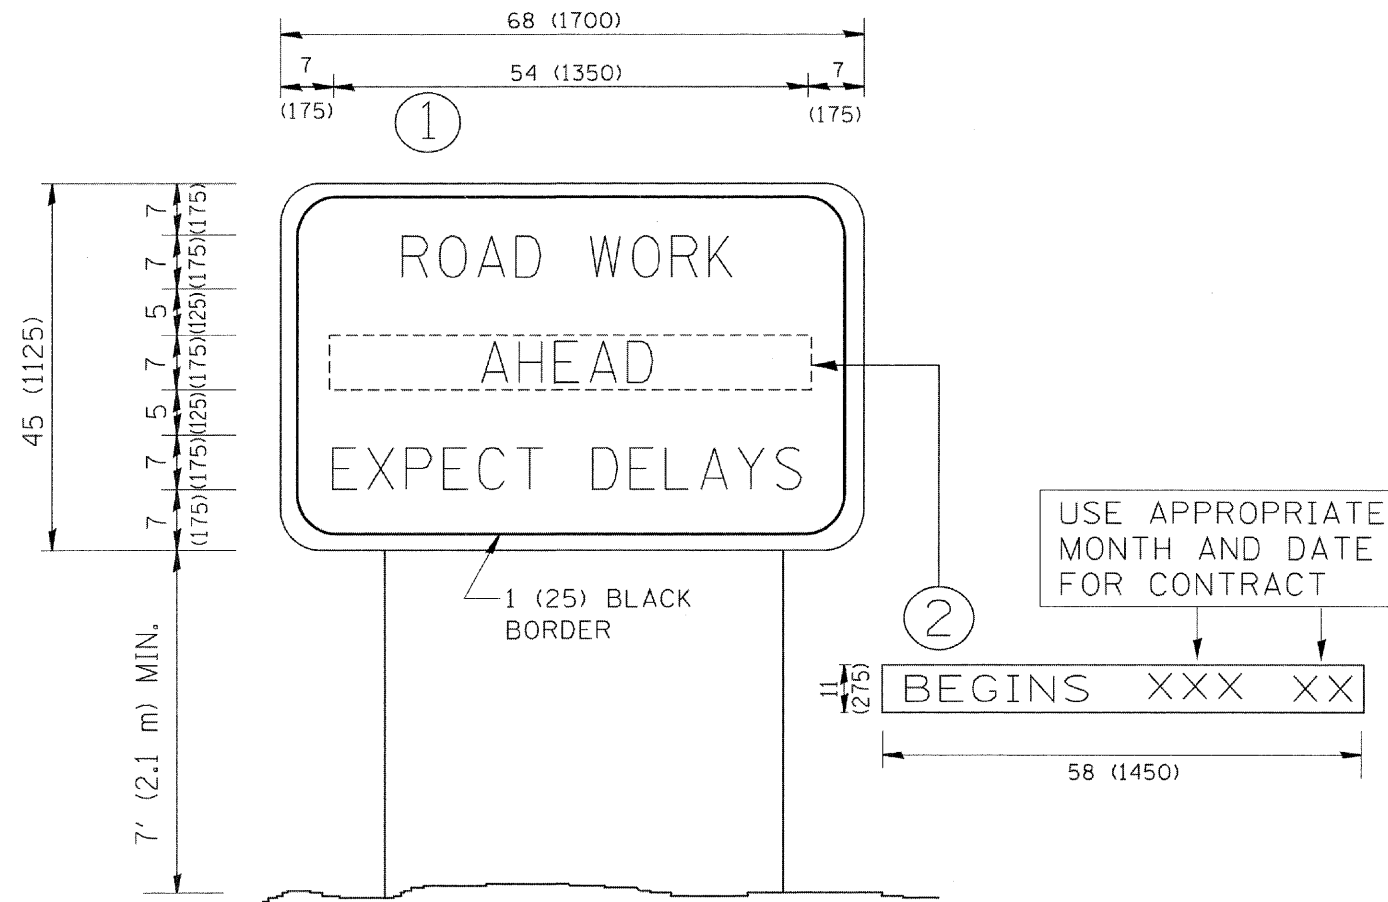 68 (1700)
7
54 (1350)
7
(175)
(175)
1
45 (1125)
7
(175)
7
(175)
5
(125)
7
(175)
5
(125)
7
(175)
7
(175)
ROAD WORK
AHEAD
EXPECT DELAYS
1 (25) BLACK
BORDER
7' (2.1 m) MIN.
2
USE APPROPRIATE
MONTH AND DATE
FOR CONTRACT
11
(275)
BEGINS XXX XX
58 (1450)